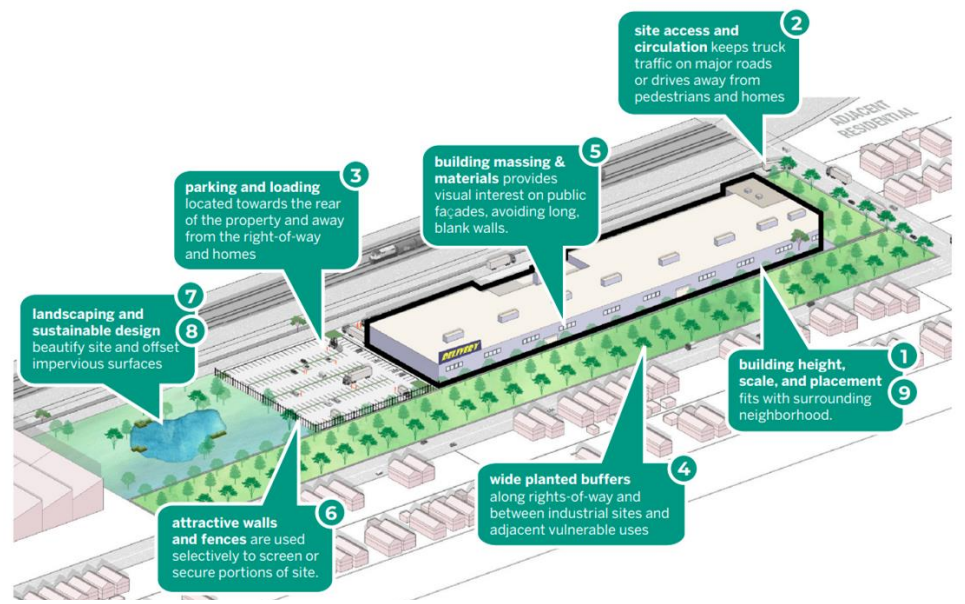 2
site access and
circulation keeps truck
traffic on major roads
or drives away from
pedestrians and homes
ADJACENT
RESIDENTIAL
5
building massing &
materials provides
visual interest on public
façades, avoiding long,
blank walls.
3
parking and loading
located towards the rear
of the property and away
from the right-of-way
and homes
7
8
landscaping and
sustainable design
beautify site and offset
impervious surfaces
DELIVERY
1
9
building height,
scale, and placement
fits with surrounding
neighborhood.
4
wide planted buffers
along rights-of-way and
between industrial sites and
adjacent vulnerable uses
6
attractive walls
and fences are used
selectively to screen or
secure portions of site.